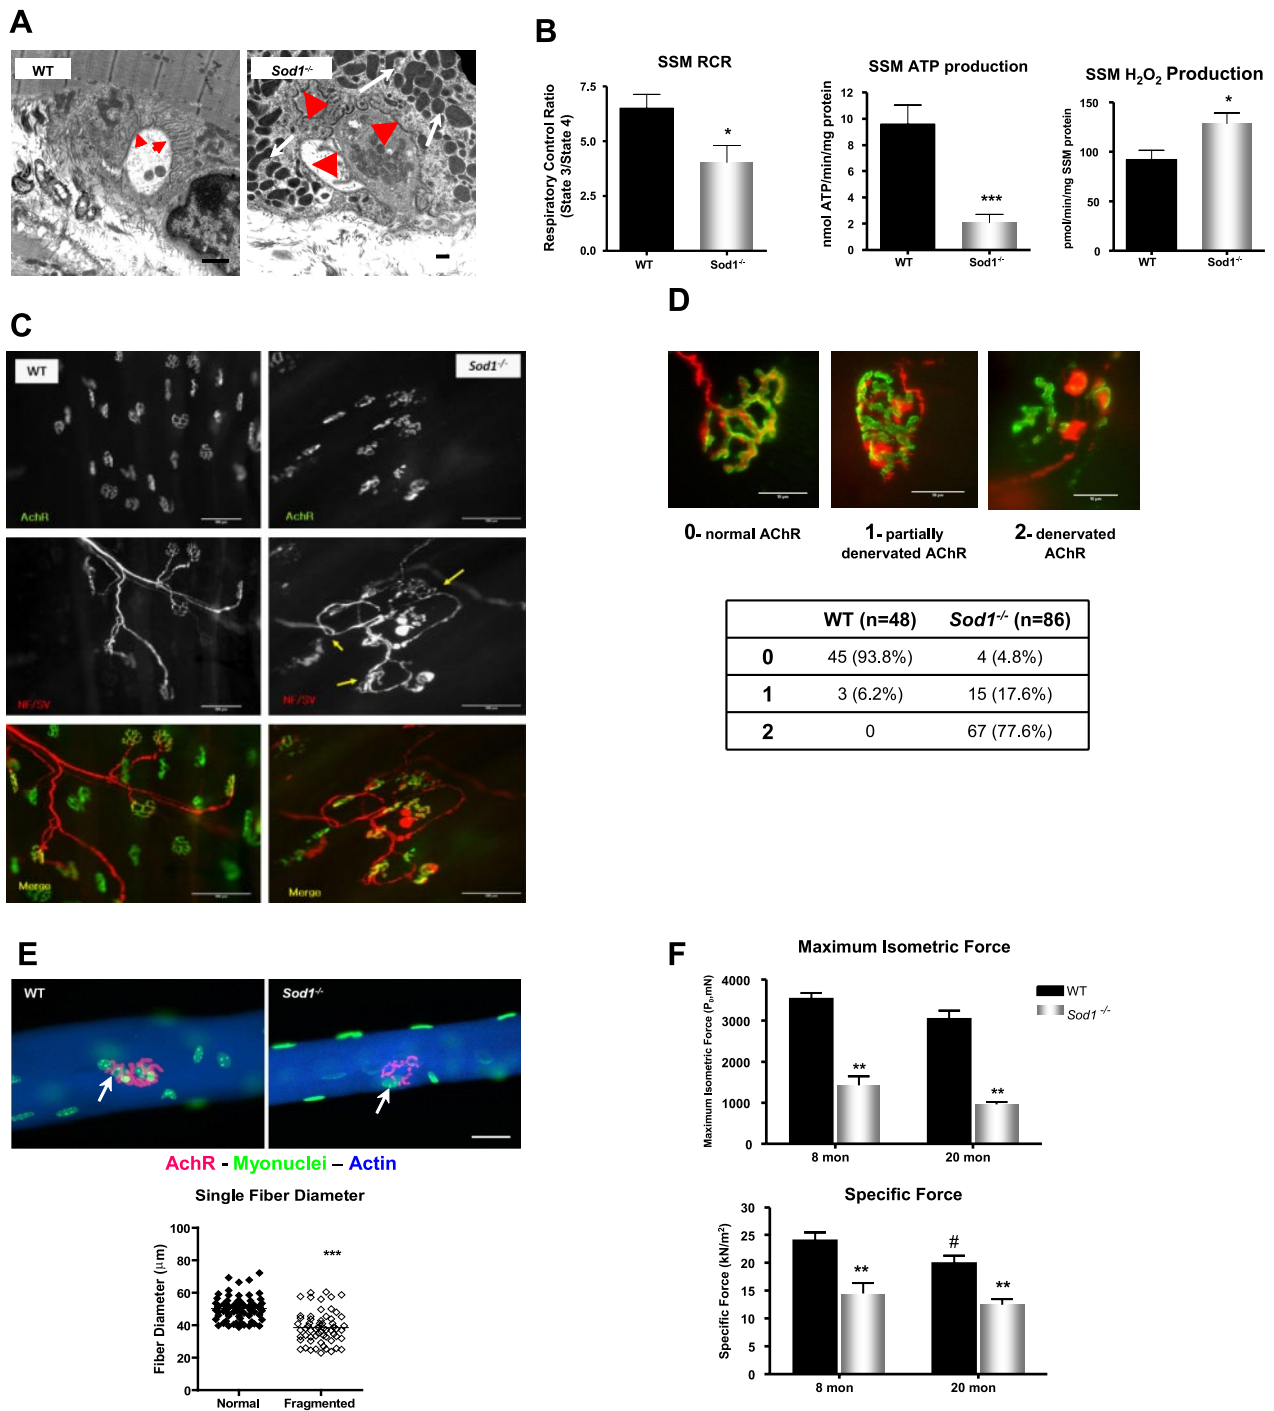 A
WT
Sod1-/-
B
SSM RCR
Respiratory Control Ratio
(State 3/State 4)
7.5
5.0
2.5
0.0
*
WT
Sod1-/-
SSM ATP production
nmol ATP/min/mg protein
12
10
8
6
4
2
0
***
WT
Sod1-/-
SSM H2O2 Production
pmol/min/mg SSM protein
150
100
50
0
*
WT
Sod1-/-
C
WT
Sod1-/-
AchR
AchR
NF/SV
NF/SV
Merge
Merge
D
0- normal AChR
1- partially
denervated AChR
2- denervated
AChR
WT (n=48) Sod1-/- (n=86)
0 45 (93.8%) 4 (4.8%)
1 3 (6.2%) 15 (17.6%)
2 0 67 (77.6%)
E
WT
Sod1-/-
AchR - Myonuclei – Actin
Single Fiber Diameter
Fiber Diameter (μm)
100
80
60
40
20
0
***
Normal
Fragmented
F
Maximum Isometric Force
Maximum Isometric Force (P0,mN)
4000
3000
2000
1000
0
**
**
WT
Sod1 -/-
8 mon
20 mon
Specific Force
Specific Force (kN/m2)
30
25
20
15
10
5
0
**
#
**
8 mon
20 mon